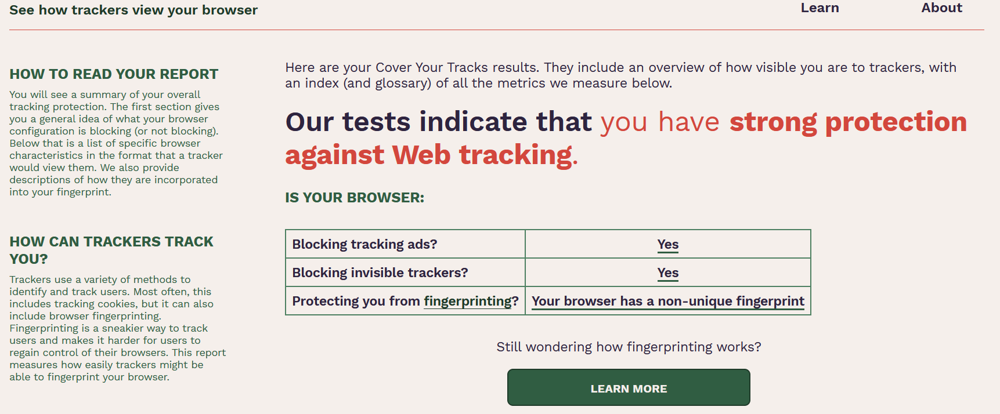 See how trackers view your browser
Learn
About
HOW TO READ YOUR REPORT
You will see a summary of your overall
tracking protection. The first section gives
you a general idea of what your browser
configuration is blocking (or not blocking).
Below that is a list of specific browser
characteristics in the format that a tracker
would view them. We also provide
descriptions of how they are incorporated
into your fingerprint.
HOW CAN TRACKERS TRACK
YOU?
Trackers use a variety of methods to
identify and track users. Most often, this
includes tracking cookies, but it can also
include browser fingerprinting.
Fingerprinting is a sneakier way to track
users and makes it harder for users to
regain control of their browsers. This report
measures how easily trackers might be
able to fingerprint your browser.
Here are your Cover Your Tracks results. They include an overview of how visible you are to trackers, with
an index (and glossary) of all the metrics we measure below.
Our tests indicate that you have strong protection
against Web tracking.
IS YOUR BROWSER:
Blocking tracking ads? Yes
Blocking invisible trackers? Yes
Protecting you from fingerprinting? Your browser has a non-unique fingerprint
Still wondering how fingerprinting works?
LEARN MORE